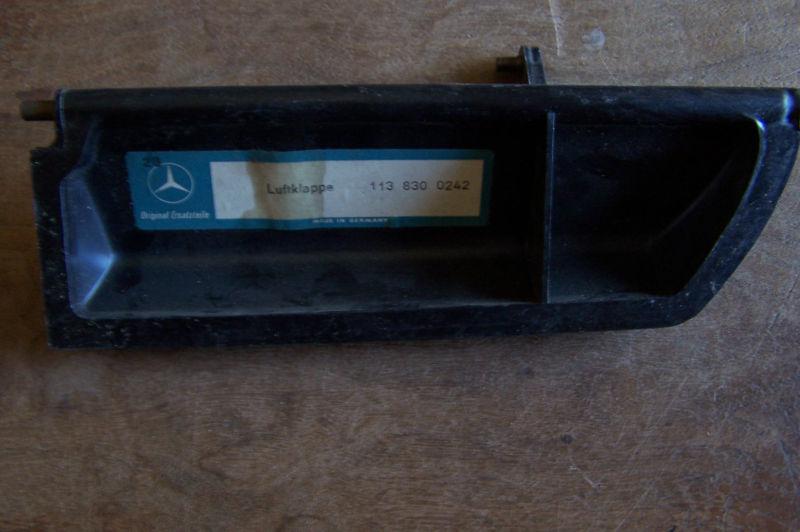 Luftklappe 113 830 0242
Original Ersatzteile
MADE IN GERMANY